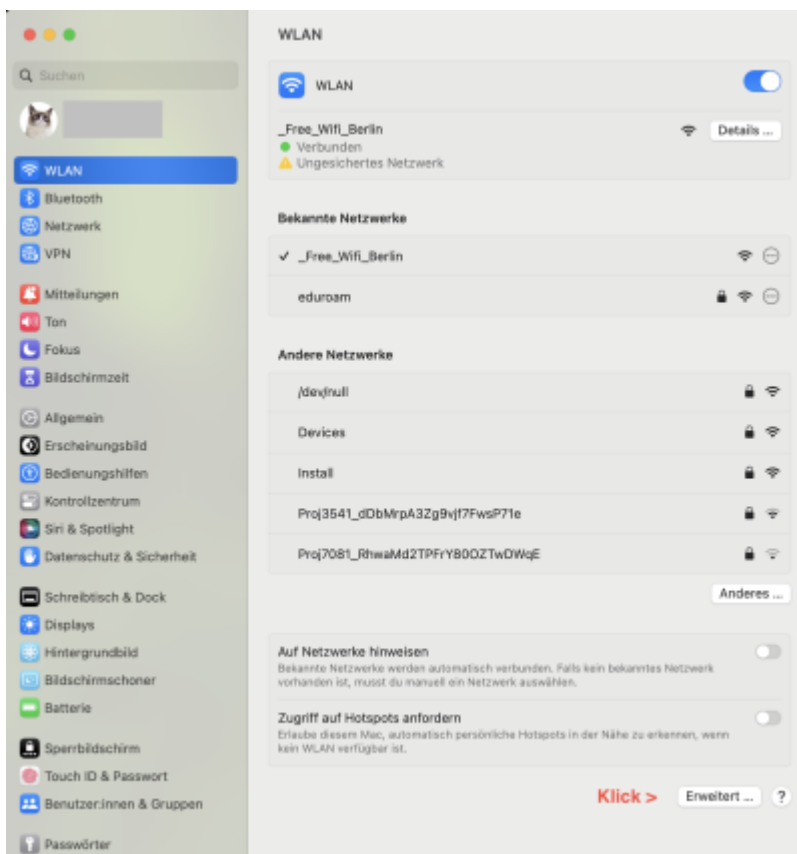 WLAN
Suchen
WLAN
_Free_Wifi_Berlin
Details ...
Verbunden
Ungesichertes Netzwerk
WLAN
Bluetooth
Netzwerk
VPN
Mitteilungen
Ton
Fokus
Bildschirmzeit
Allgemein
Erscheinungsbild
Bedienungshilfen
Kontrollzentrum
Siri & Spotlight
Datenschutz & Sicherheit
Schreibtisch & Dock
Displays
Hintergrundbild
Bildschirmschoner
Batterie
Sperrbildschirm
Touch ID & Passwort
Benutzer:innen & Gruppen
Passwörter
Bekannte Netzwerke
_Free_Wifi_Berlin
eduroam
Andere Netzwerke
/dev/null
Devices
Install
Proj3541_dDbMrpA3Zg9vjf7FwsP71e
Proj7081_RhwaMd2TPFrY80OZTwDWqE
Anderes ...
Auf Netzwerke hinweisen
Bekannte Netzwerke werden automatisch verbunden. Falls kein bekanntes Netzwerk
vorhanden ist, musst du manuell ein Netzwerk auswählen.
Zugriff auf Hotspots anfordern
Erlaube diesem Mac, automatisch persönliche Hotspots in der Nähe zu erkennen, wenn
kein WLAN verfügbar ist.
Klick >
Erweitert ...
?